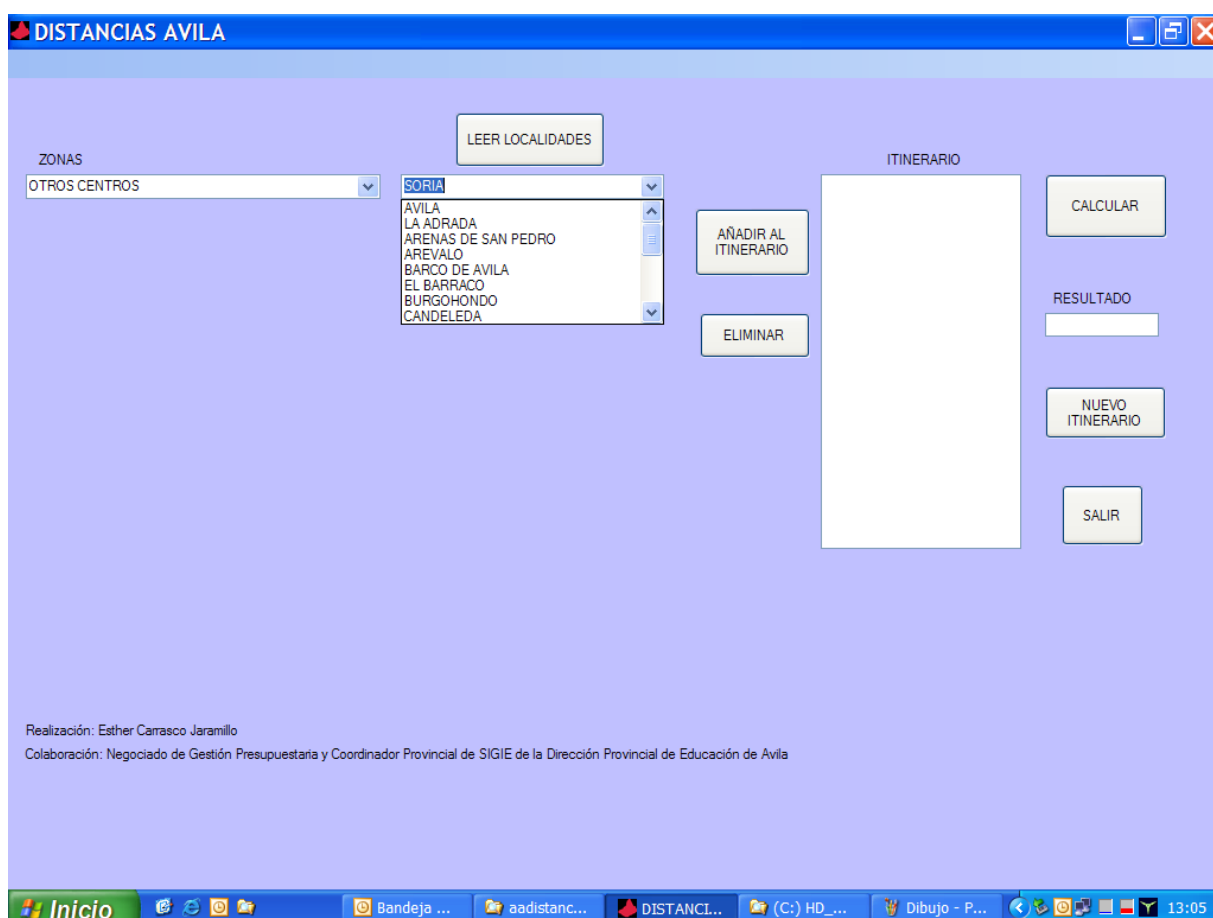 DISTANCIAS AVILA
LEER LOCALIDADES
ZONAS
ITINERARIO
OTROS CENTROS
SORIA
AVILA
LA ADRADA
ARENAS DE SAN PEDRO
AREVALO
BARCO DE AVILA
EL BARRACO
BURGOHONDO
CANDELEDA
AÑADIR AL
ITINERARIO
ELIMINAR
CALCULAR
RESULTADO
NUEVO
ITINERARIO
SALIR
Realización: Esther Carrasco Jaramillo
Colaboración: Negociado de Gestión Presupuestaria y Coordinador Provincial de SIGIE de la Dirección Provincial de Educación de Avila
Inicio
Bandeja ...
aadistanc...
DISTANCI...
(C:) HD_...
Dibujo - P...
13:05